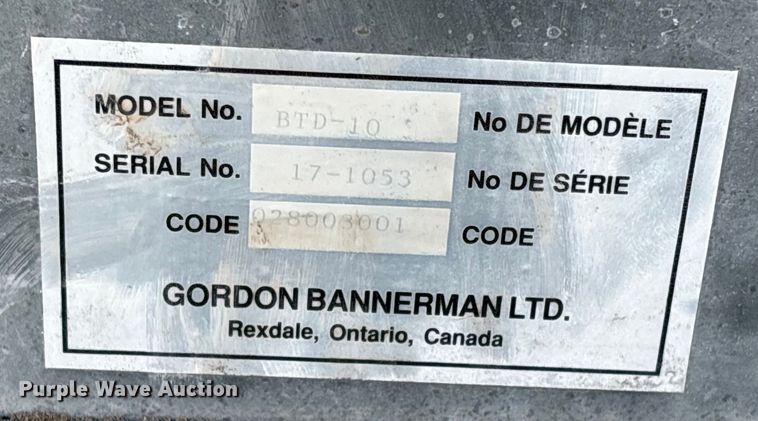 MODEL No. BTD-10 No DE MODÈLE
SERIAL No. 17-1053 No DE SÉRIE
CODE 028003001 CODE
GORDON BANNERMAN LTD.
Rexdale, Ontario, Canada
Purple Wave Auction